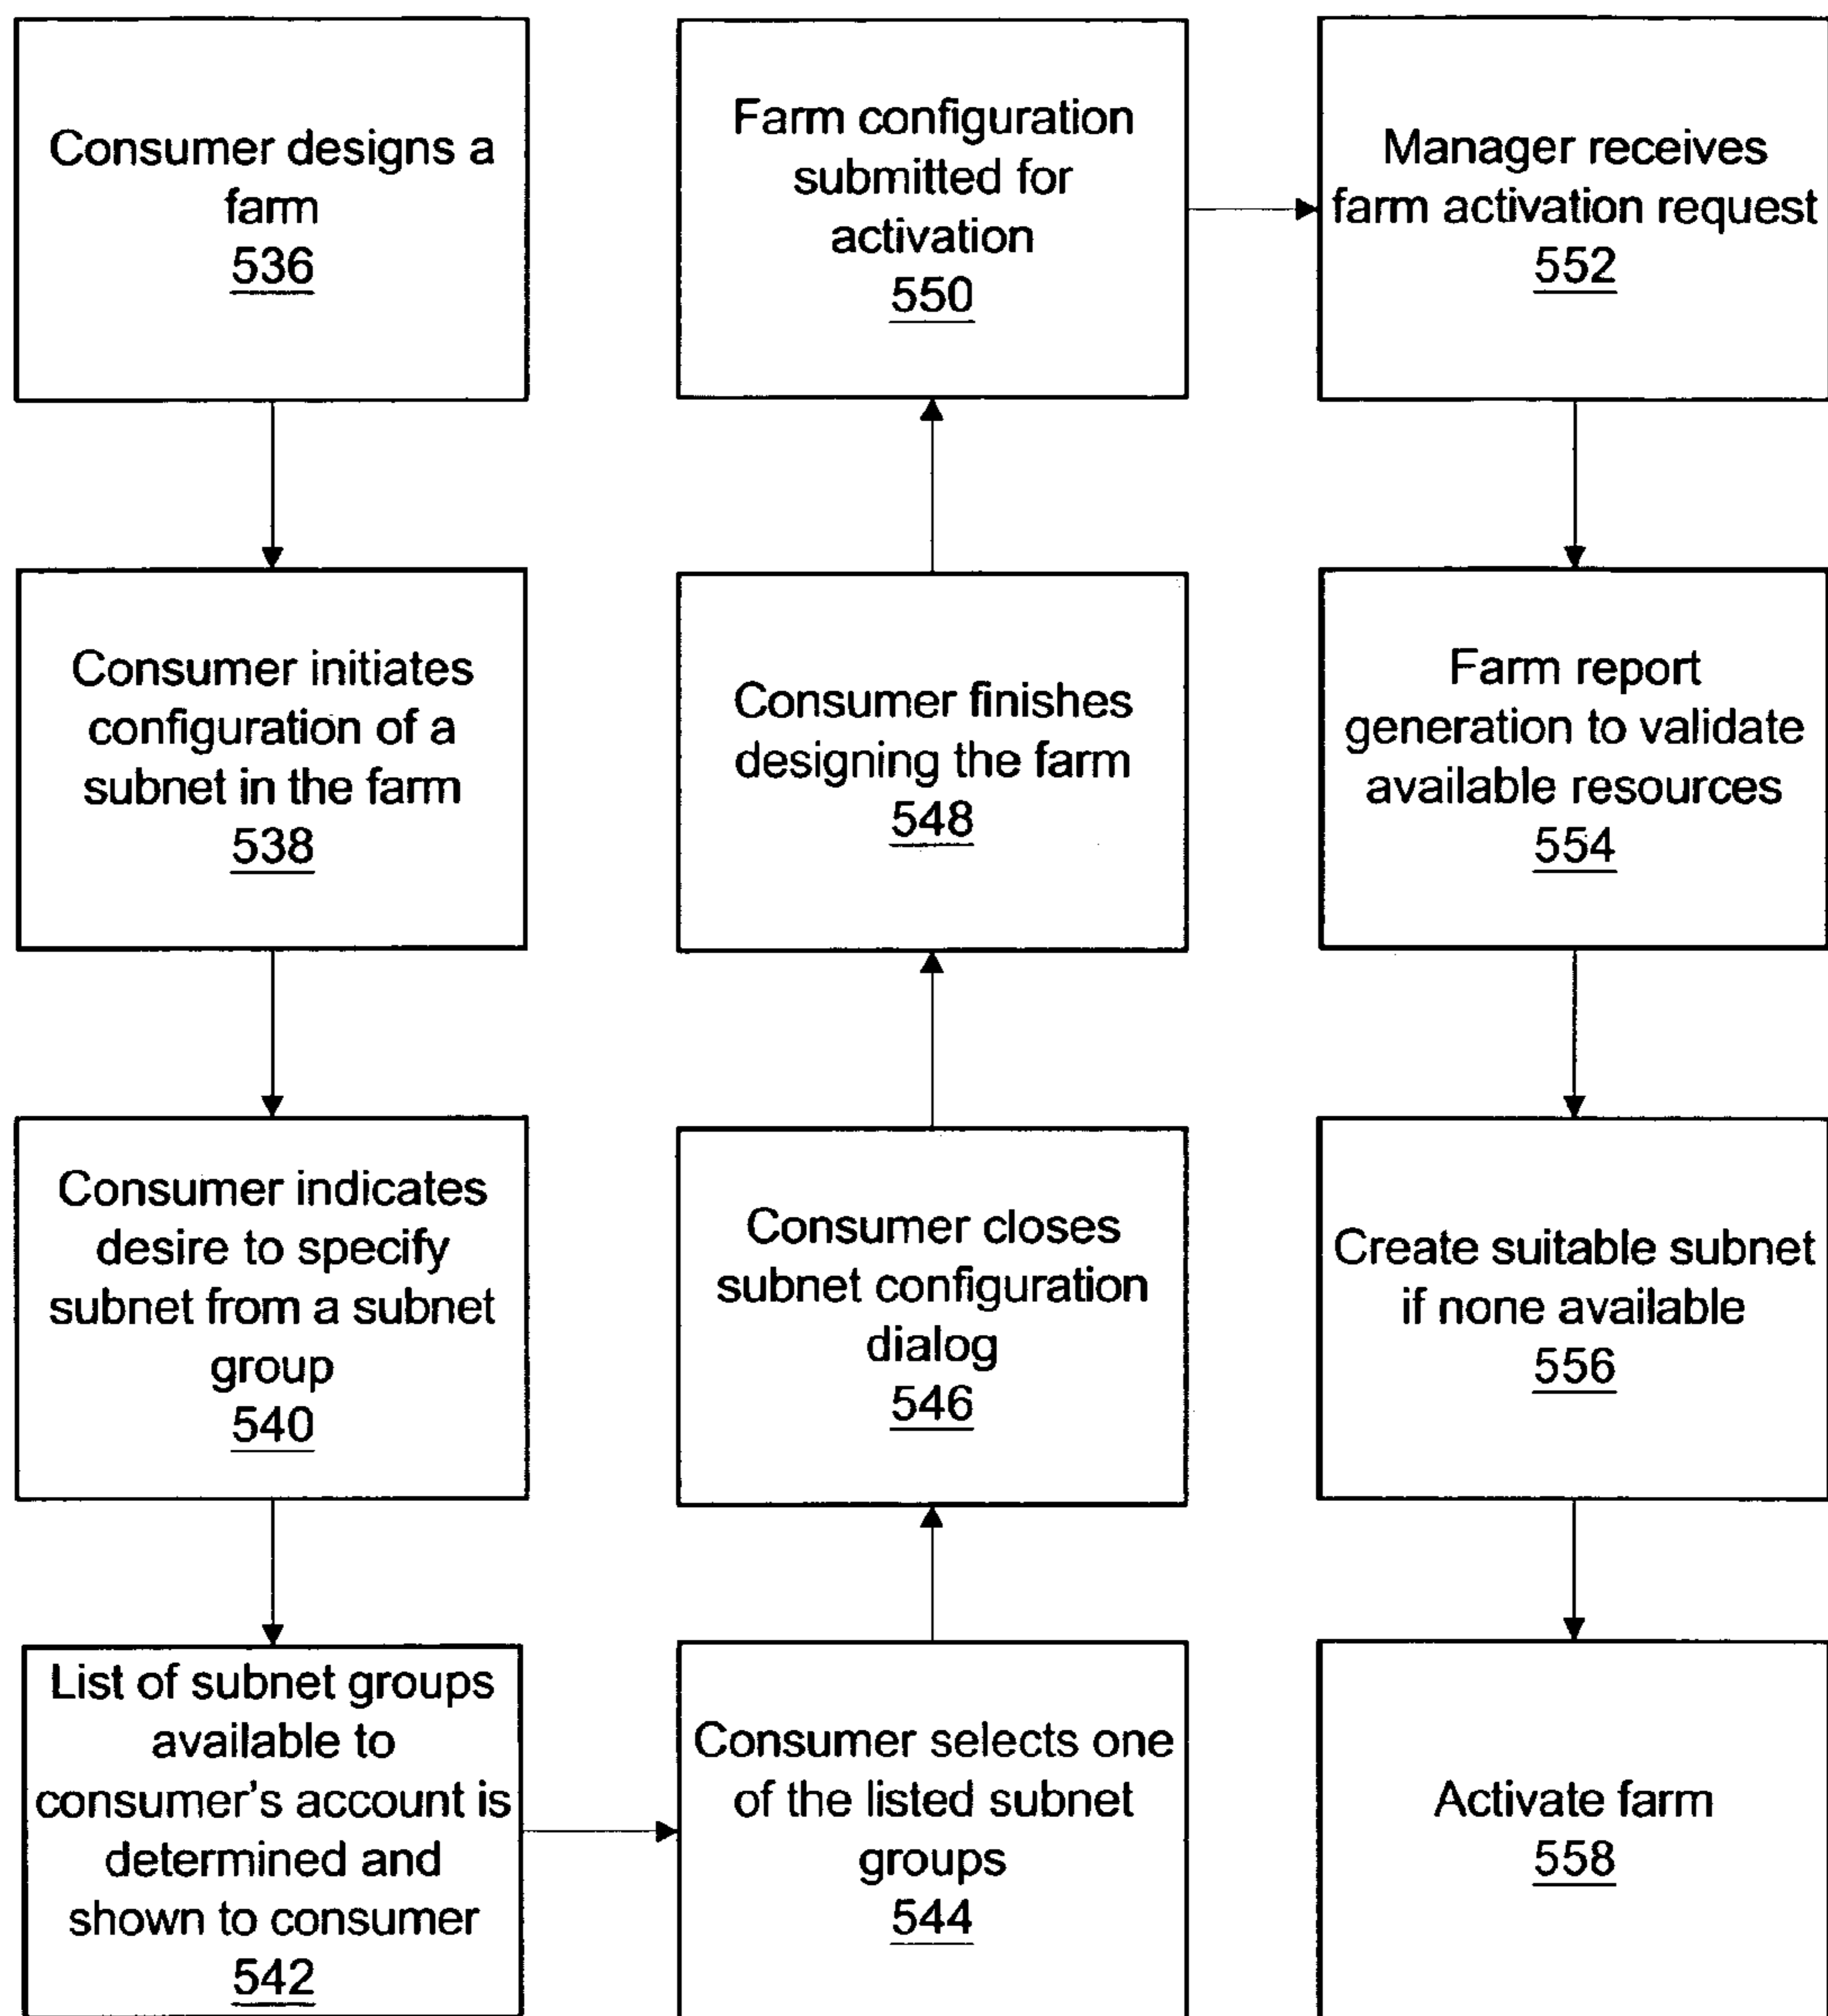 Consumer designs a
farm
536
Consumer initiates
configuration of a
subnet in the farm
538
Consumer indicates
desire to specify
subnet from a subnet
group
540
List of subnet groups
available to
consumer's account is
determined and
shown to consumer
542
Consumer selects one
of the listed subnet
groups
544
Consumer closes
subnet configuration
dialog
546
Consumer finishes
designing the farm
548
Farm configuration
submitted for
activation
550
Manager receives
farm activation request
552
Farm report
generation to validate
available resources
554
Create suitable subnet
if none available
556
Activate farm
558